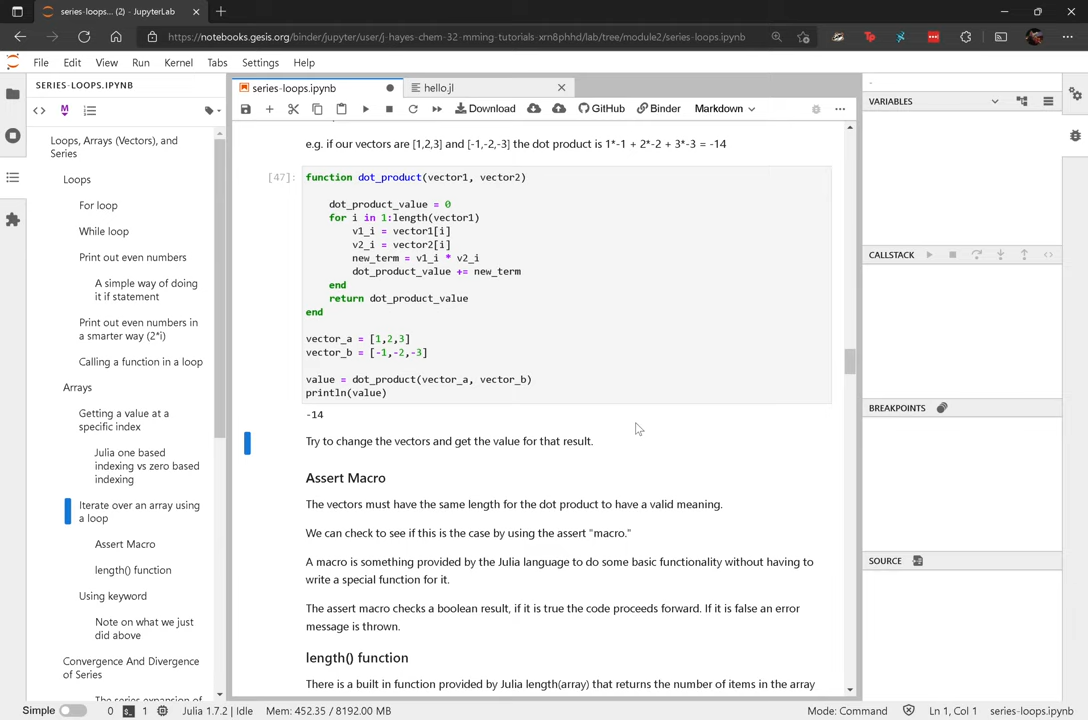 series-loops... (2) - JupyterLab
https://notebooks.gesis.org/binder/jupyter/user/j-hayes-chem-32-mming-tutorials-xrn8phhd/lab/tree/module2/series-loops.ipynb
File Edit View Run Kernel Tabs Settings Help
SERIES-LOOPS.IPYNB
Loops, Arrays (Vectors), and
Series
Loops
For loop
While loop
Print out even numbers
A simple way of doing
it if statement
Print out even numbers in
a smarter way (2*i)
Calling a function in a loop
Arrays
Getting a value at a
specific index
Julia one based
indexing vs zero based
indexing
Iterate over an array using
a loop
Assert Macro
length() function
Using keyword
Note on what we just
did above
Convergence And Divergence
of Series
The series expansion of
series-loops.ipynb
hello.jl
Download GitHub Binder Markdown
e.g. if our vectors are [1,2,3] and [-1,-2,-3] the dot product is 1*-1 + 2*-2 + 3*-3 = -14
[47]: function dot_product(vector1, vector2)
dot_product_value = 0
for i in 1:length(vector1)
v1_i = vector1[i]
v2_i = vector2[i]
new_term = v1_i * v2_i
dot_product_value += new_term
end
return dot_product_value
end
vector_a = [1,2,3]
vector_b = [-1,-2,-3]
value = dot_product(vector_a, vector_b)
println(value)
-14
Try to change the vectors and get the value for that result.
Assert Macro
The vectors must have the same length for the dot product to have a valid meaning.
We can check to see if this is the case by using the assert "macro."
A macro is something provided by the Julia language to do some basic functionality without having to
write a special function for it.
The assert macro checks a boolean result, if it is true the code proceeds forward. If it is false an error
message is thrown.
length() function
There is a built in function provided by Julia length(array) that returns the number of items in the array
VARIABLES
CALLSTACK
BREAKPOINTS
SOURCE
Simple 0 1 Julia 1.7.2 | Idle Mem: 452.35 / 8192.00 MB Mode: Command Ln 1, Col 1 series-loops.ipynb